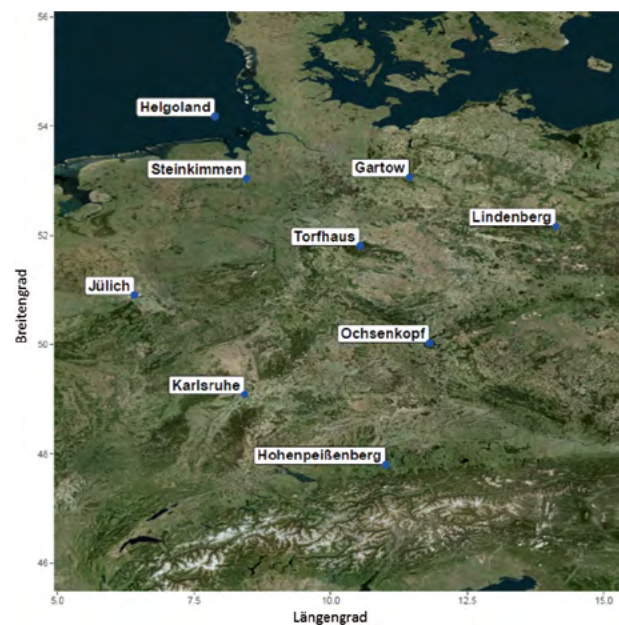 56
Helgoland
54
Steinkimmen
Gartow
Lindenberg
52
Torfhaus
Breitengrad
Jülich
Ochsenkopf
50
Karlsruhe
Hohenpeißenberg
48
46
5.0 7.5 10.0 12.5 15.0
Längengrad